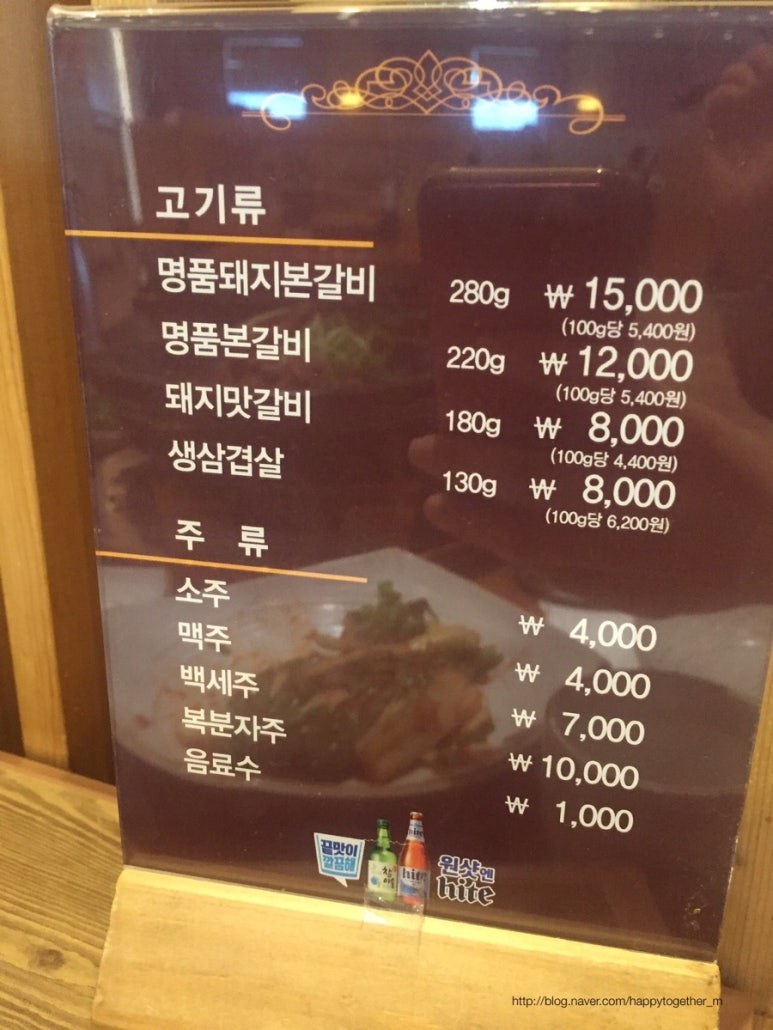 고기류
명품돼지본갈비 280g ₩ 15,000
(100g당 5,400원)
명품본갈비 220g ₩ 12,000
(100g당 5,400원)
돼지맛갈비 180g ₩ 8,000
(100g당 4,400원)
생삼겹살 130g ₩ 8,000
(100g당 6,200원)
주 류
소주 ₩ 4,000
맥주 ₩ 4,000
백세주 ₩ 7,000
복분자주 ₩ 10,000
음료수 ₩ 1,000
끝맛이
깔끔해
참이슬
hite
원샷엔
hite
http://blog.naver.com/happytogether_m